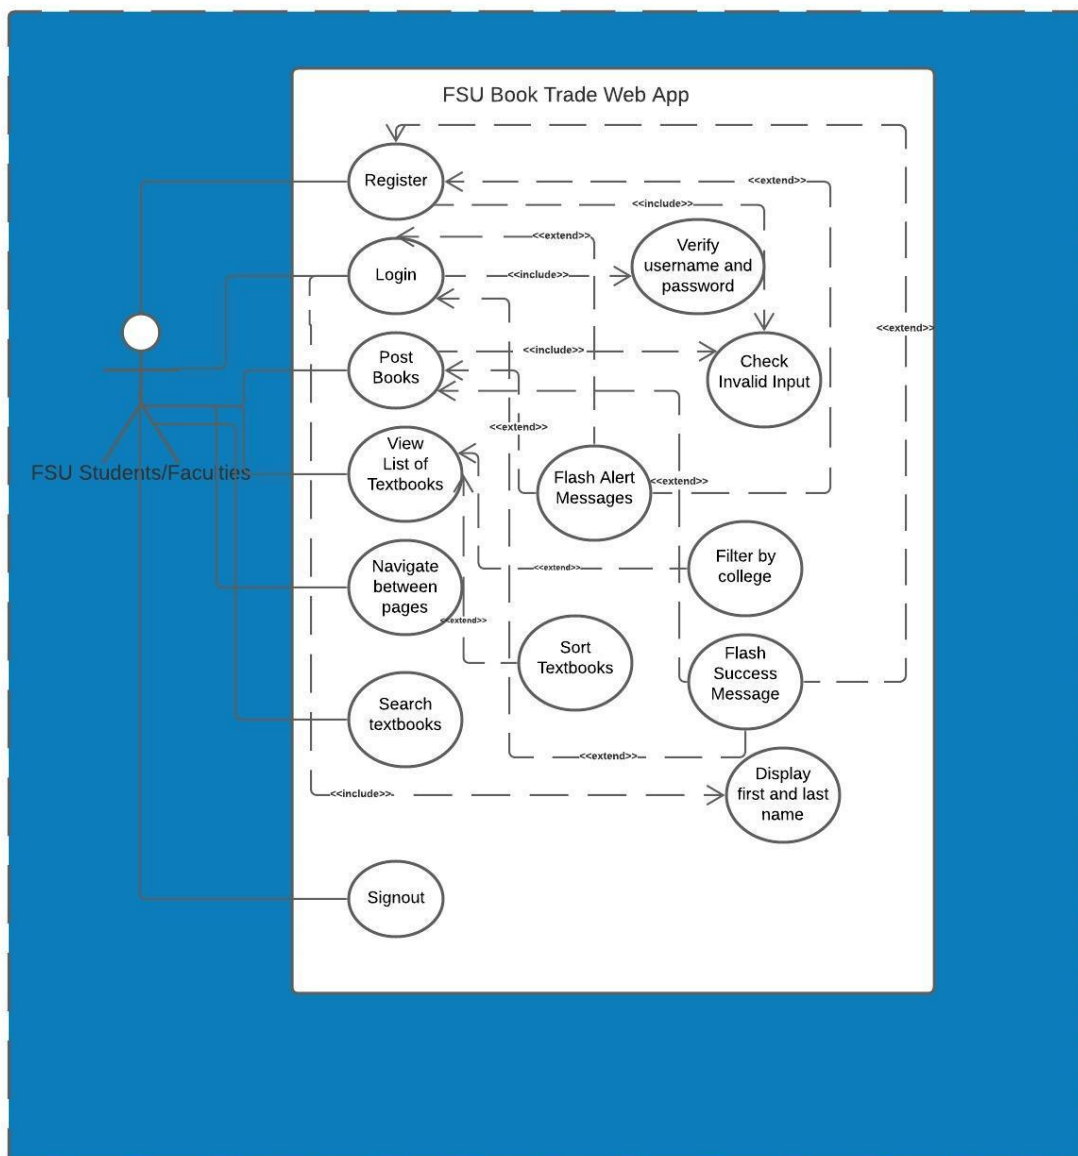 FSU Book Trade Web App
Register
<<extend>>
<<include>>
<<extend>>
Verify
username and
password
Login
<<include>>
<<extend>>
Post
Books
<<include>>
Check
Invalid Input
<<extend>>
View
List of
Textbooks
FSU Students/Faculties
Flash Alert
Messages
<<extend>>
Filter by
college
<<extend>>
Navigate
between
pages
<<extend>>
Sort
Textbooks
Flash
Success
Message
Search
textbooks
<<extend>>
Display
first and last
name
<<include>>
Signout